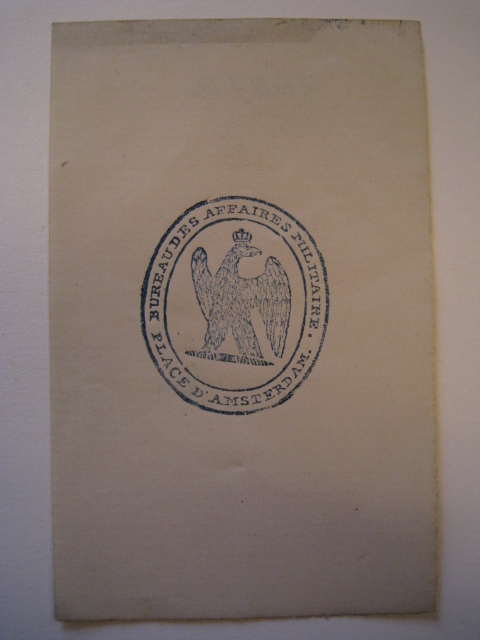 BUREAU DES AFFAIRES MILITAIRE.
PLACE D'AMSTERDAM.